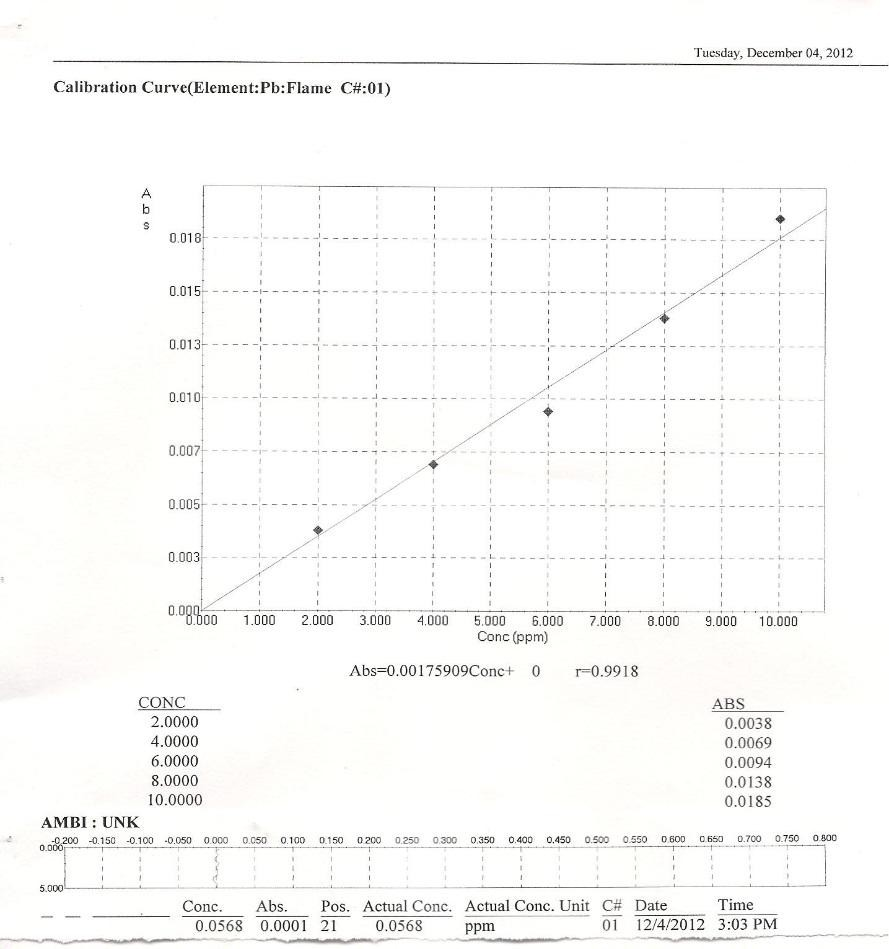 Tuesday, December 04, 2012
Calibration Curve(Element:Pb:Flame C#:01)
A
b
s
0.018
0.015
0.013
0.010
0.007
0.005
0.003
0.000
0.000 1.000 2.000 3.000 4.000 5.000 6.000 7.000 8.000 9.000 10.000
Conc (ppm)
Abs=0.00175909Conc+ 0 r=0.9918
CONC ABS
2.0000 0.0038
4.0000 0.0069
6.0000 0.0094
8.0000 0.0138
10.0000 0.0185
AMBI : UNK
-0.200 -0.150 -0.100 -0.050 0.000 0.050 0.100 0.150 0.200 0.250 0.300 0.350 0.400 0.450 0.500 0.550 0.600 0.650 0.700 0.750 0.800
0.000
5.000
Conc. Abs. Pos. Actual Conc. Actual Conc. Unit C# Date Time
0.0568 0.0001 21 0.0568 ppm 01 12/4/2012 3:03 PM